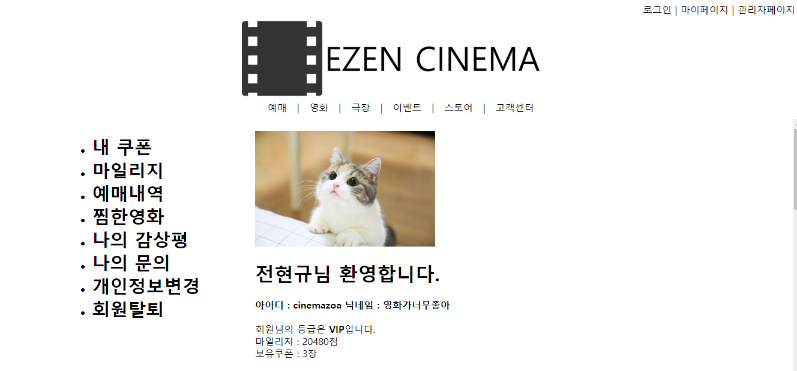 로그인 | 마이페이지 | 관리자페이지
EZEN CINEMA
예매 | 영화 | 극장 | 이벤트 | 스토어 | 고객센터
• 내 쿠폰
• 마일리지
• 예매내역
• 찜한영화
• 나의 감상평
• 나의 문의
• 개인정보변경
• 회원탈퇴
전현규님 환영합니다.
아이디 : cinemazoa 닉네임 : 영화가너무좋아
회원님의 등급은 VIP입니다.
마일리지 : 20480점
보유쿠폰 : 3장